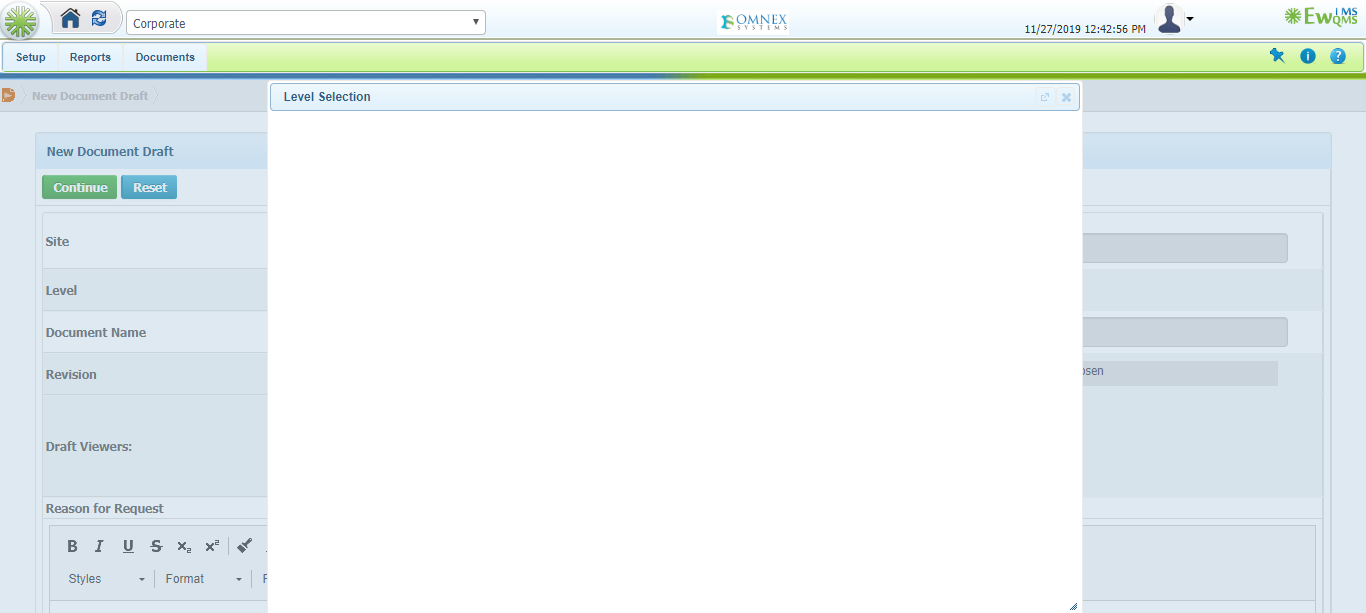 Corporate
OMNEX
SYSTEMS
11/27/2019 12:42:56 PM
EwQMS
iMS
Setup
Reports
Documents
New Document Draft
Level Selection
New Document Draft
Continue
Reset
Site
Level
Document Name
Revision
osen
Draft Viewers:
Reason for Request
B I U S x2 x2
Styles
Format
F